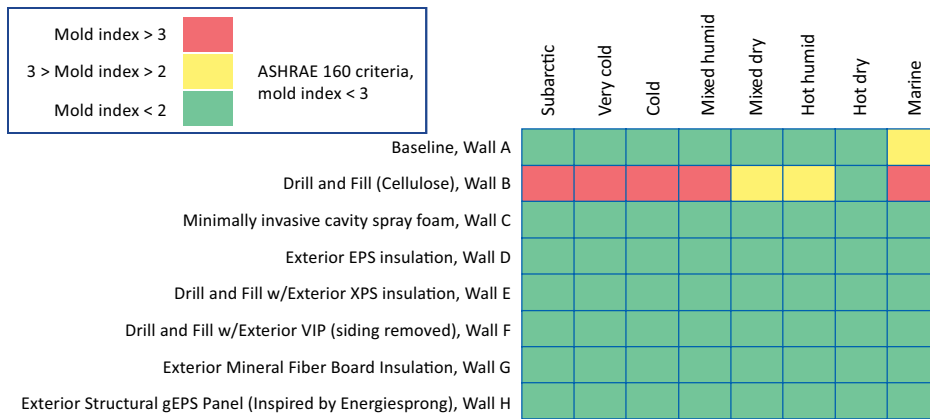 Mold index > 3
3 > Mold index > 2
Mold index < 2
ASHRAE 160 criteria,
mold index < 3
Subarctic
Very cold
Cold
Mixed humid
Mixed dry
Hot humid
Hot dry
Marine
Baseline, Wall A
Drill and Fill (Cellulose), Wall B
Minimally invasive cavity spray foam, Wall C
Exterior EPS insulation, Wall D
Drill and Fill w/Exterior XPS insulation, Wall E
Drill and Fill w/Exterior VIP (siding removed), Wall F
Exterior Mineral Fiber Board Insulation, Wall G
Exterior Structural gEPS Panel (Inspired by Energiesprong), Wall H